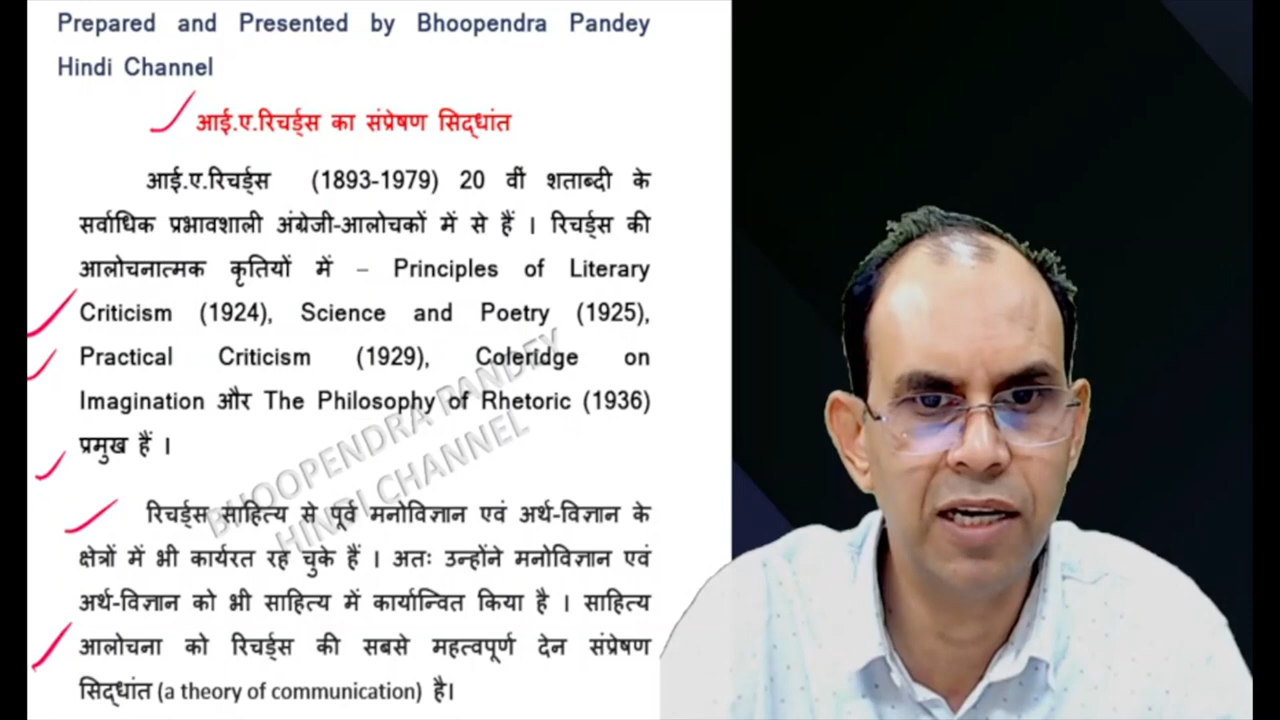 Prepared and Presented by Bhoopendra Pandey
Hindi Channel
आई.ए.रिचर्ड्स का संप्रेषण सिद्धांत
आई.ए.रिचर्ड्स (1893-1979) 20 वीं शताब्दी के
सर्वाधिक प्रभावशाली अंग्रेजी-आलोचकों में से हैं । रिचर्ड्स की
आलोचनात्मक कृतियों में – Principles of Literary
Criticism (1924), Science and Poetry (1925),
Practical Criticism (1929), Coleridge on
Imagination और The Philosophy of Rhetoric (1936)
प्रमुख हैं ।
रिचर्ड्स साहित्य से पूर्व मनोविज्ञान एवं अर्थ-विज्ञान के
क्षेत्रों में भी कार्यरत रह चुके हैं । अतः उन्होंने मनोविज्ञान एवं
अर्थ-विज्ञान को भी साहित्य में कार्यान्वित किया है । साहित्य
आलोचना को रिचर्ड्स की सबसे महत्वपूर्ण देन संप्रेषण
सिद्धांत (a theory of communication) है।
BHOOPENDRA PANDEY
HINDI CHANNEL